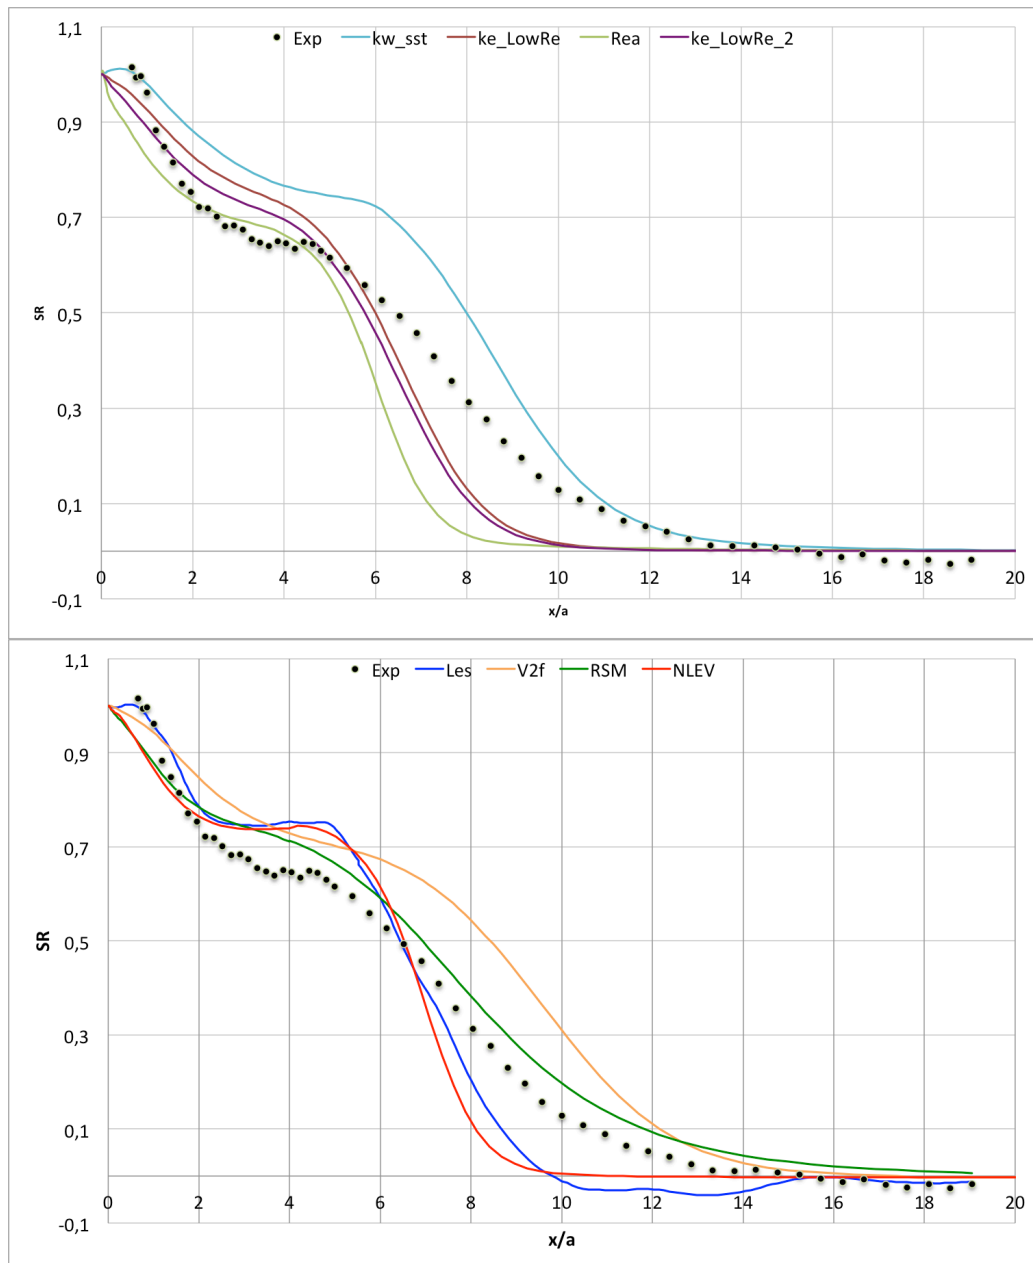 1,1
Exp kw_sst ke_LowRe Rea ke_LowRe_2
0,9
0,7
SR
0,5
0,3
0,1
0 2 4 6 8 10 12 14 16 18 20
-0,1
x/a
1,1
Exp Les V2f RSM NLEV
0,9
0,7
SR
0,5
0,3
0,1
0 2 4 6 8 10 12 14 16 18 20
-0,1
x/a